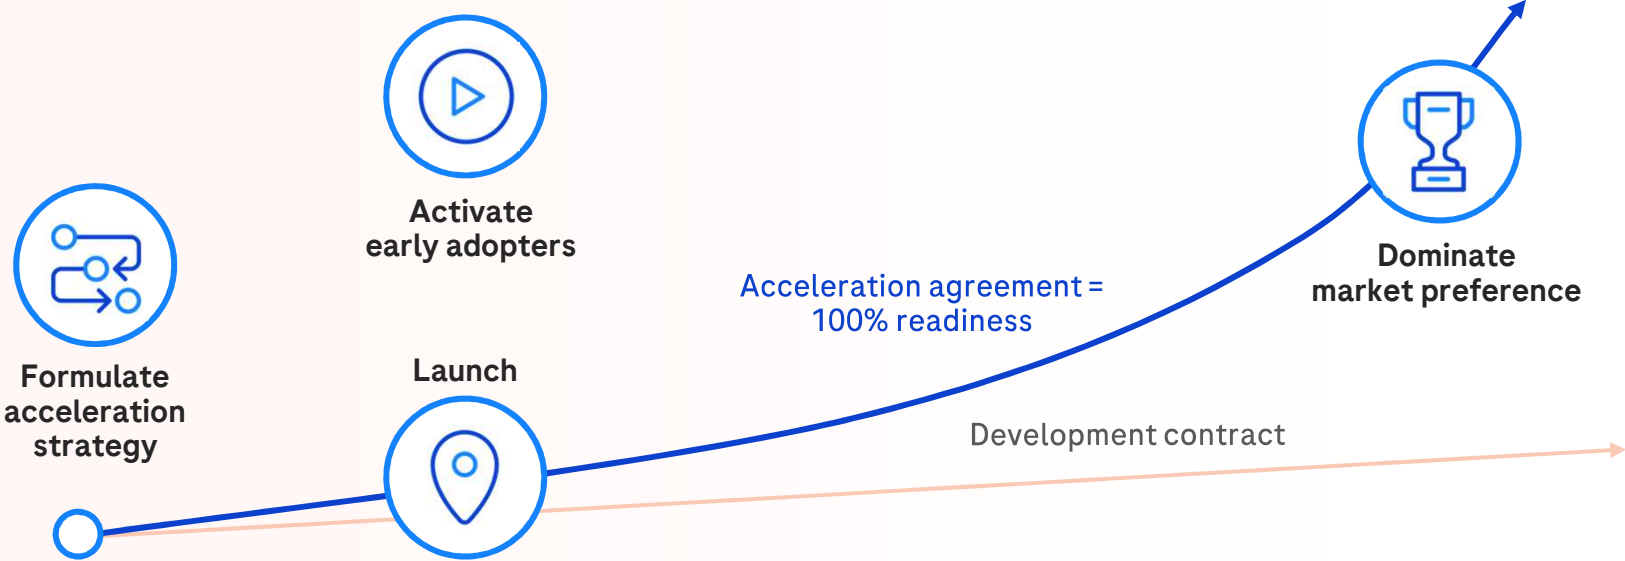 Formulate
acceleration
strategy
Activate
early adopters
Launch
Acceleration agreement =
100% readiness
Development contract
Dominate
market preference